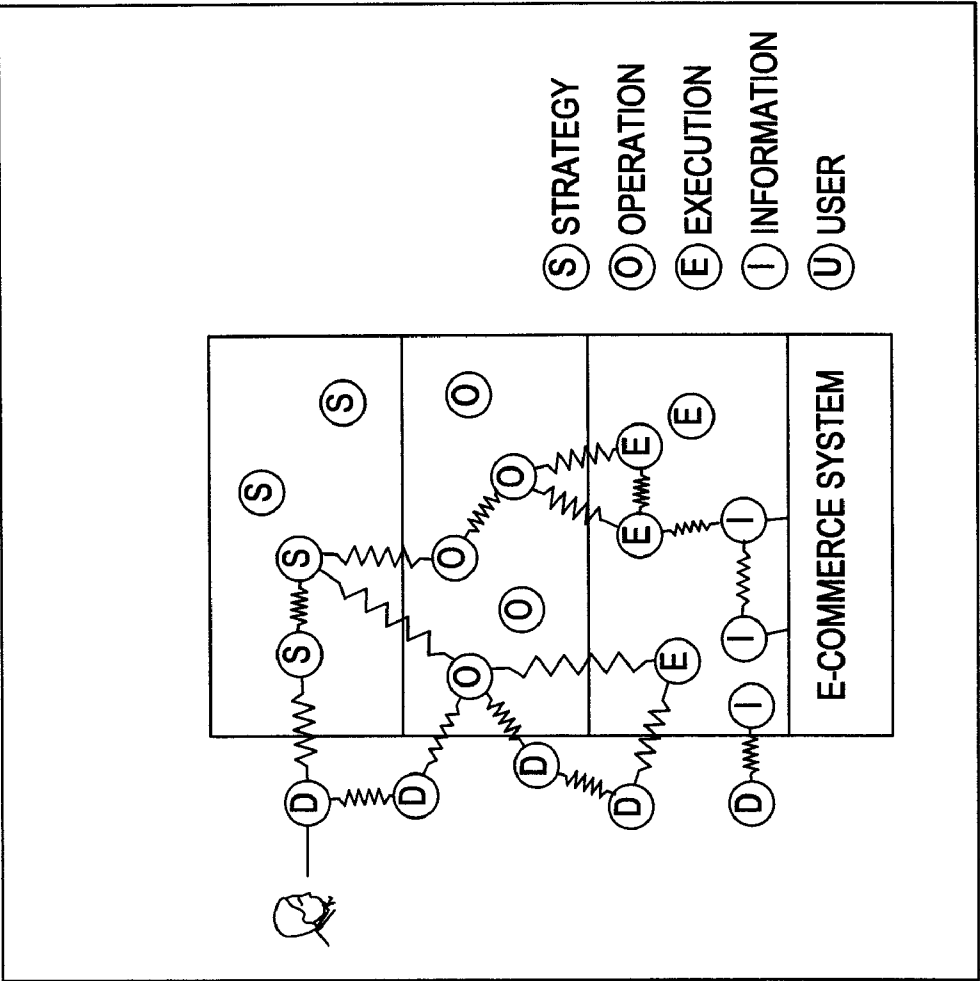 S
U S S
S
U
O O O
O
O
U
U E E
E E
U I I I
E-COMMERCE SYSTEM
S STRATEGY
O OPERATION
E EXECUTION
I INFORMATION
U USER